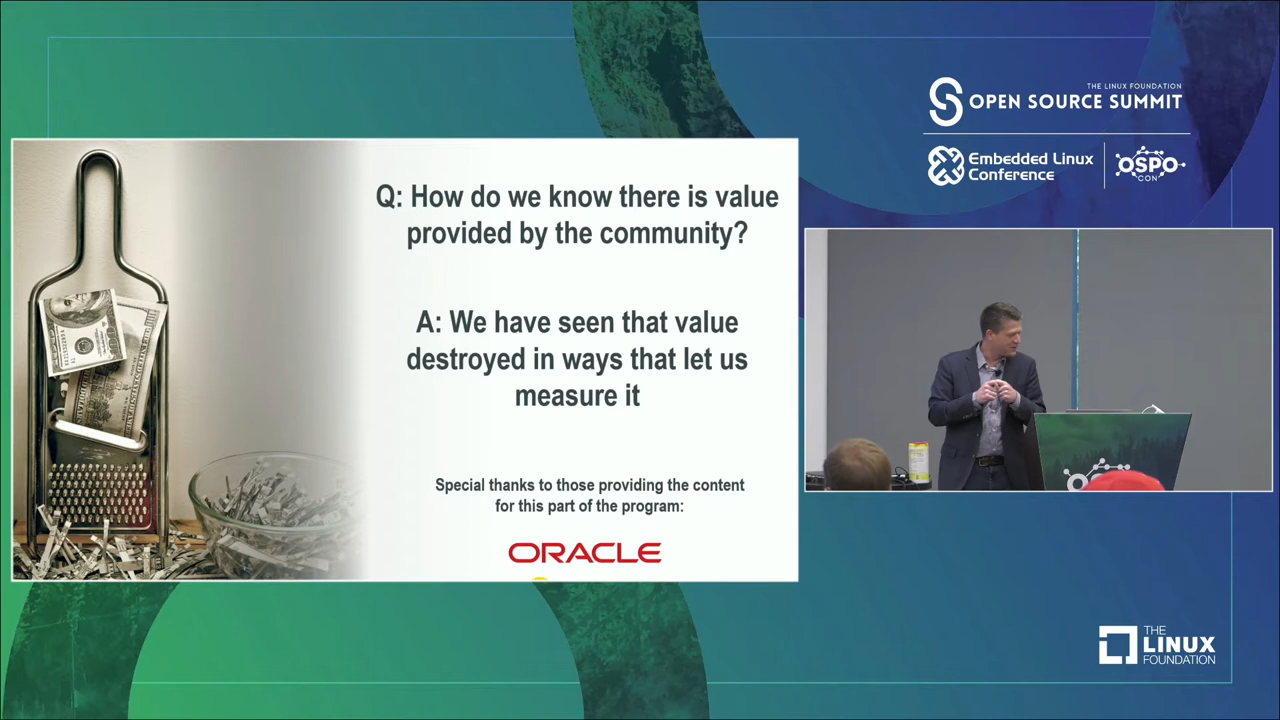 THE LINUX FOUNDATION
OPEN SOURCE SUMMIT
Embedded Linux
Conference
OSPO
CON
Q: How do we know there is value
provided by the community?
A: We have seen that value
destroyed in ways that let us
measure it
Special thanks to those providing the content
for this part of the program:
ORACLE
THE
LINUX
FOUNDATION